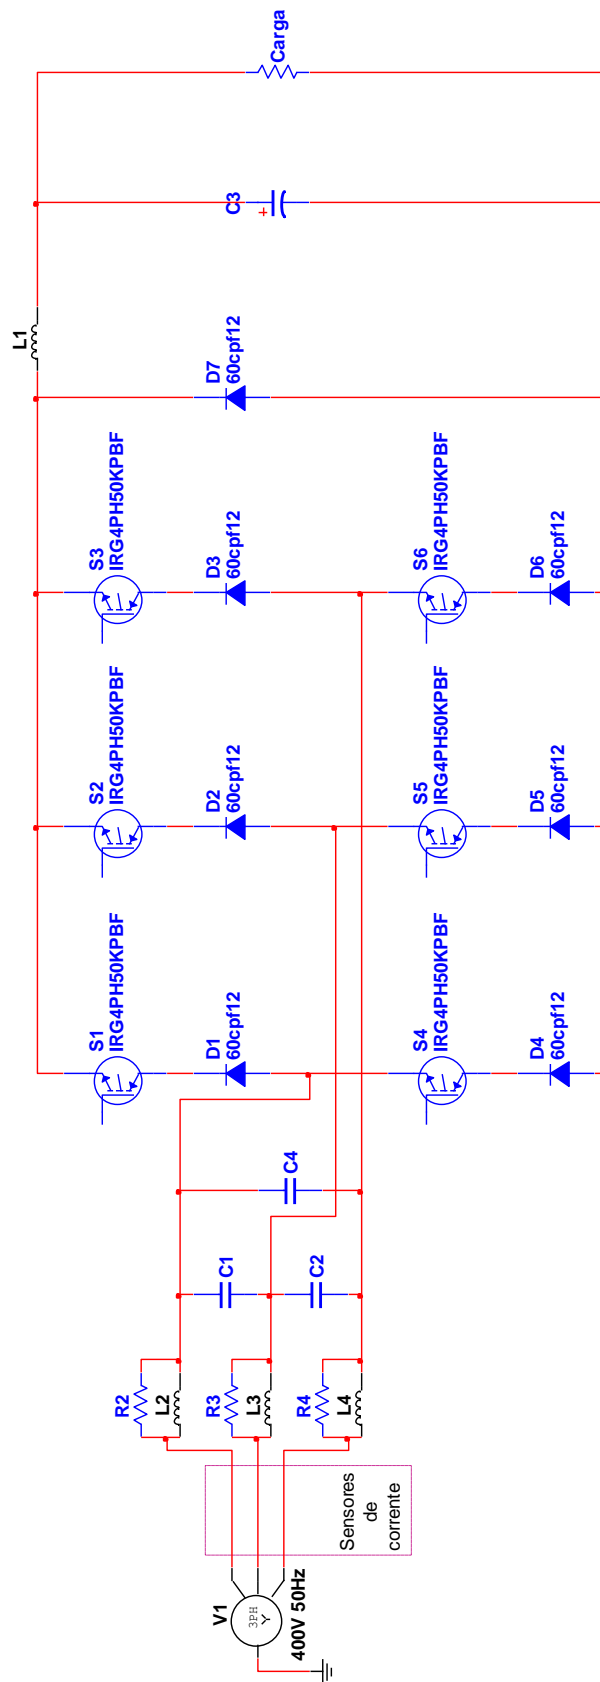 V1
3PH
Y
400V 50Hz
Sensores
de
corrente
R2
L2
R3
L3
R4
L4
C1
C2
C4
S1
IRG4PH50KPBF
D1
60cpf12
S4
IRG4PH50KPBF
D4
60cpf12
S2
IRG4PH50KPBF
D2
60cpf12
S5
IRG4PH50KPBF
D5
60cpf12
S3
IRG4PH50KPBF
D3
60cpf12
S6
IRG4PH50KPBF
D6
60cpf12
D7
60cpf12
L1
C3
+
Carga